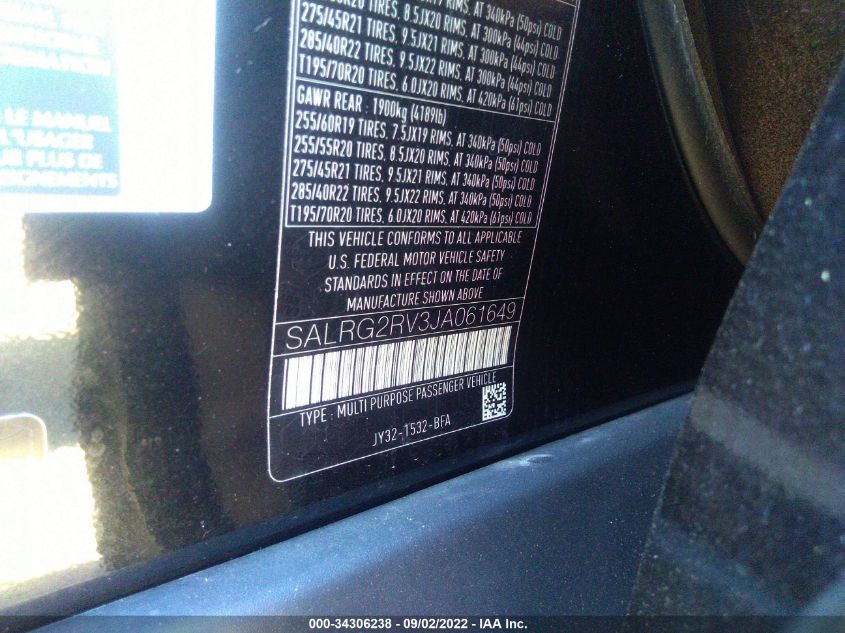 8.5JX20 RIMS, AT 340kPa (50psi) COLD
275/45R21 TIRES, 9.5JX21 RIMS, AT 300kPa (44psi) COLD
285/40R22 TIRES, 9.5JX22 RIMS, AT 300kPa (44psi) COLD
T195/70R20 TIRES, 6.0JX20 RIMS, AT 420kPa (61psi) COLD
GAWR REAR : 1900kg (4189lb)
255/60R19 TIRES, 7.5JX19 RIMS, AT 340kPa (50psi) COLD
255/55R20 TIRES, 8.5JX20 RIMS, AT 340kPa (50psi) COLD
275/45R21 TIRES, 9.5JX21 RIMS, AT 340kPa (50psi) COLD
285/40R22 TIRES, 9.5JX22 RIMS, AT 340kPa (50psi) COLD
T195/70R20 TIRES, 6.0JX20 RIMS, AT 420kPa (61psi) COLD
THIS VEHICLE CONFORMS TO ALL APPLICABLE
U.S. FEDERAL MOTOR VEHICLE SAFETY
STANDARDS IN EFFECT ON THE DATE OF
MANUFACTURE SHOWN ABOVE
SALRG2RV3JA061649
TYPE : MULTI PURPOSE PASSENGER VEHICLE
JY32-1532-BFA
LE MANUEL
PLUS DE
000-34306238 - 09/02/2022 - IAA Inc.